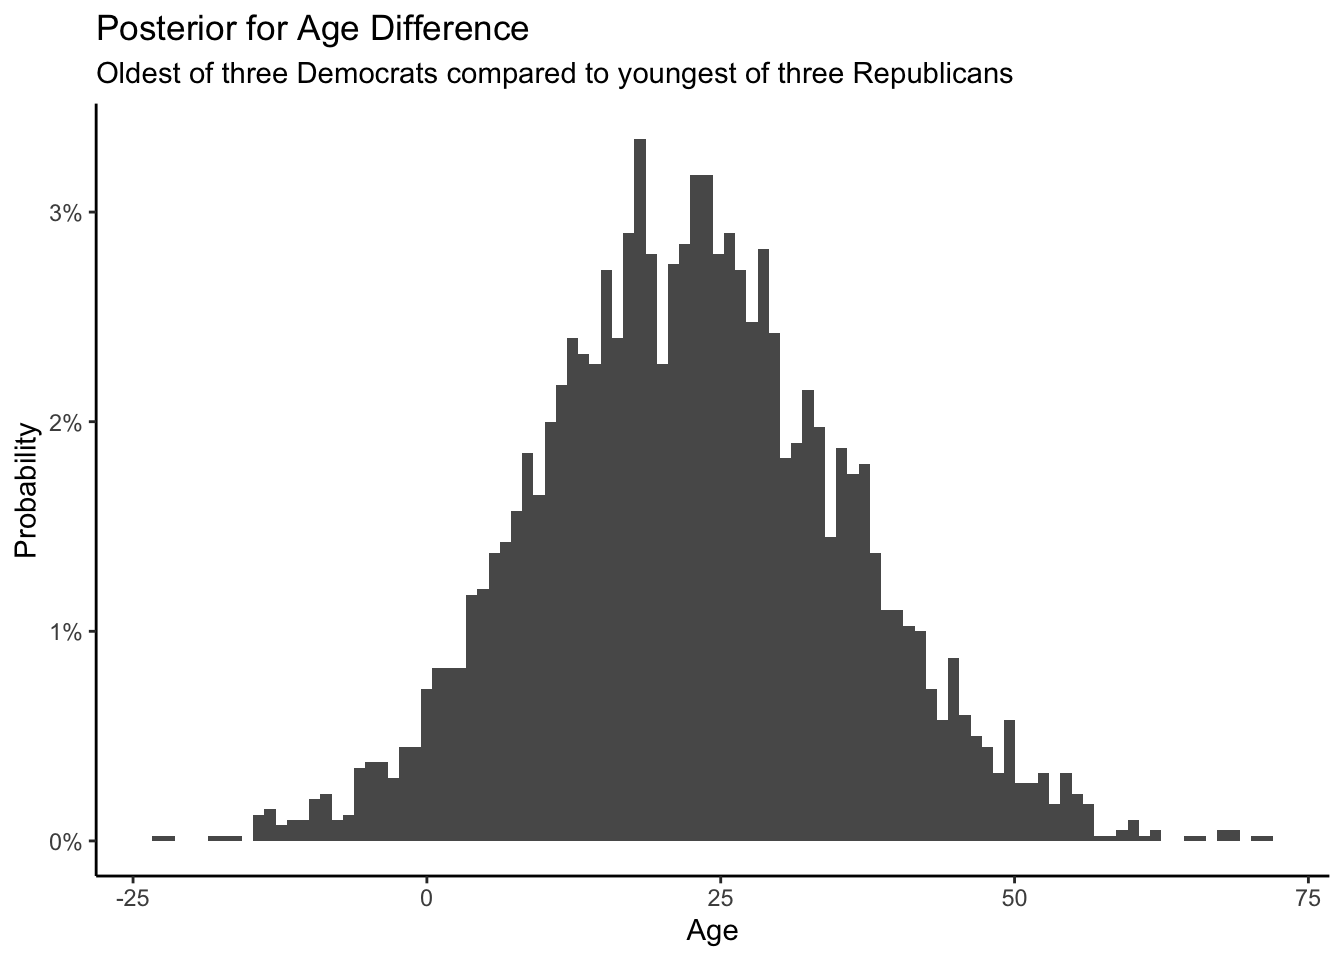 Posterior for Age Difference
Oldest of three Democrats compared to youngest of three Republicans
3%
2%
1%
0%
Probability
-25
0
25
50
75
Age